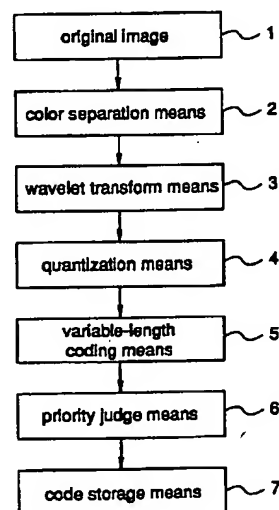 original image 1
color separation means 2
wavelet transform means 3
quantization means 4
variable-length
coding means 5
priority judge means 6
code storage means 7